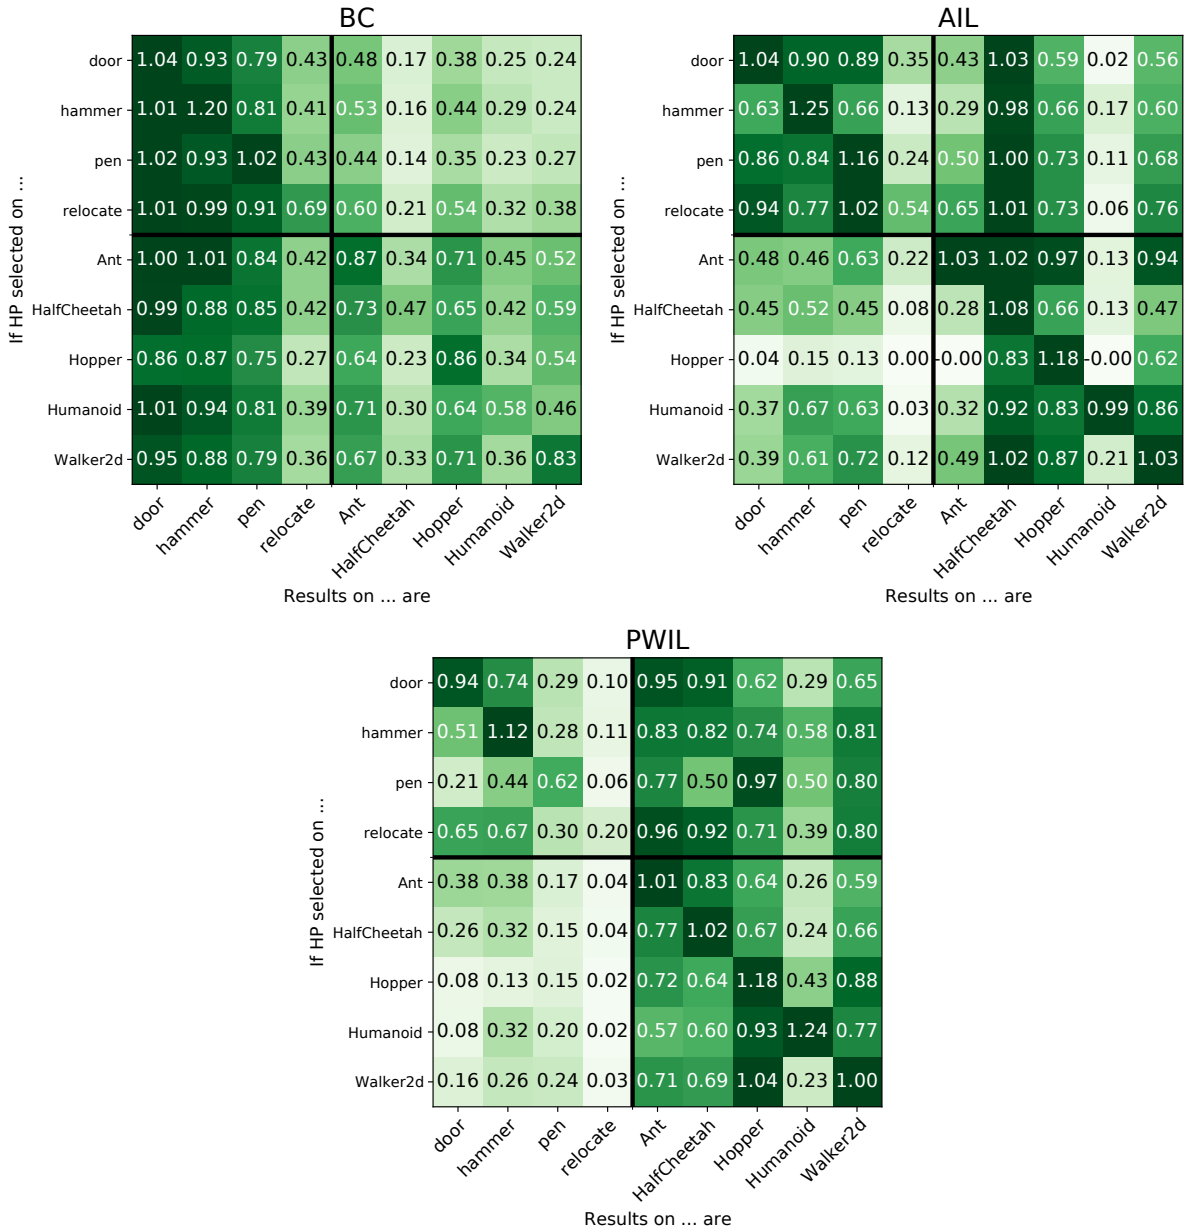 BC
If HP selected on ...
door 1.04 0.93 0.79 0.43 0.48 0.17 0.38 0.25 0.24
hammer 1.01 1.20 0.81 0.41 0.53 0.16 0.44 0.29 0.24
pen 1.02 0.93 1.02 0.43 0.44 0.14 0.35 0.23 0.27
relocate 1.01 0.99 0.91 0.69 0.60 0.21 0.54 0.32 0.38
Ant 1.00 1.01 0.84 0.42 0.87 0.34 0.71 0.45 0.52
HalfCheetah 0.99 0.88 0.85 0.42 0.73 0.47 0.65 0.42 0.59
Hopper 0.86 0.87 0.75 0.27 0.64 0.23 0.86 0.34 0.54
Humanoid 1.01 0.94 0.81 0.39 0.71 0.30 0.64 0.58 0.46
Walker2d 0.95 0.88 0.79 0.36 0.67 0.33 0.71 0.36 0.83
door hammer pen relocate Ant HalfCheetah Hopper Humanoid Walker2d
Results on ... are
AIL
If HP selected on ...
door 1.04 0.90 0.89 0.35 0.43 1.03 0.59 0.02 0.56
hammer 0.63 1.25 0.66 0.13 0.29 0.98 0.66 0.17 0.60
pen 0.86 0.84 1.16 0.24 0.50 1.00 0.73 0.11 0.68
relocate 0.94 0.77 1.02 0.54 0.65 1.01 0.73 0.06 0.76
Ant 0.48 0.46 0.63 0.22 1.03 1.02 0.97 0.13 0.94
HalfCheetah 0.45 0.52 0.45 0.08 0.28 1.08 0.66 0.13 0.47
Hopper 0.04 0.15 0.13 0.00 -0.00 0.83 1.18 -0.00 0.62
Humanoid 0.37 0.67 0.63 0.03 0.32 0.92 0.83 0.99 0.86
Walker2d 0.39 0.61 0.72 0.12 0.49 1.02 0.87 0.21 1.03
door hammer pen relocate Ant HalfCheetah Hopper Humanoid Walker2d
Results on ... are
PWIL
If HP selected on ...
door 0.94 0.74 0.29 0.10 0.95 0.91 0.62 0.29 0.65
hammer 0.51 1.12 0.28 0.11 0.83 0.82 0.74 0.58 0.81
pen 0.21 0.44 0.62 0.06 0.77 0.50 0.97 0.50 0.80
relocate 0.65 0.67 0.30 0.20 0.96 0.92 0.71 0.39 0.80
Ant 0.38 0.38 0.17 0.04 1.01 0.83 0.64 0.26 0.59
HalfCheetah 0.26 0.32 0.15 0.04 0.77 1.02 0.67 0.24 0.66
Hopper 0.08 0.13 0.15 0.02 0.72 0.64 1.18 0.43 0.88
Humanoid 0.08 0.32 0.20 0.02 0.57 0.60 0.93 1.24 0.77
Walker2d 0.16 0.26 0.24 0.03 0.71 0.69 1.04 0.23 1.00
door hammer pen relocate Ant HalfCheetah Hopper Humanoid Walker2d
Results on ... are